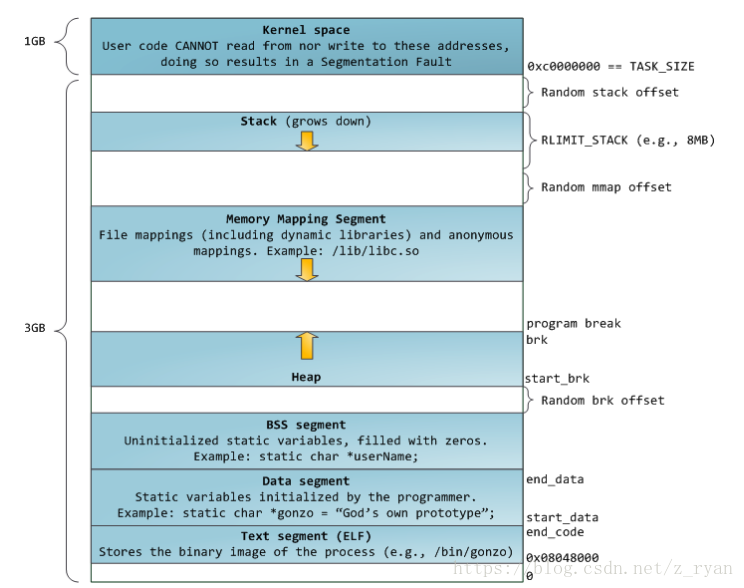 1GB
Kernel space
User code CANNOT read from nor write to these addresses,
doing so results in a Segmentation Fault
0xc0000000 == TASK_SIZE
Random stack offset
Stack (grows down)
RLIMIT_STACK (e.g., 8MB)
Random mmap offset
Memory Mapping Segment
File mappings (including dynamic libraries) and anonymous
mappings. Example: /lib/libc.so
3GB
program break
brk
Heap
start_brk
Random brk offset
BSS segment
Uninitialized static variables, filled with zeros.
Example: static char *userName;
Data segment
Static variables initialized by the programmer.
Example: static char *gonzo = “God’s own prototype”;
end_data
start_data
Text segment (ELF)
Stores the binary image of the process (e.g., /bin/gonzo)
end_code
0x08048000
https://blog.csdn.net/z_ryan
0